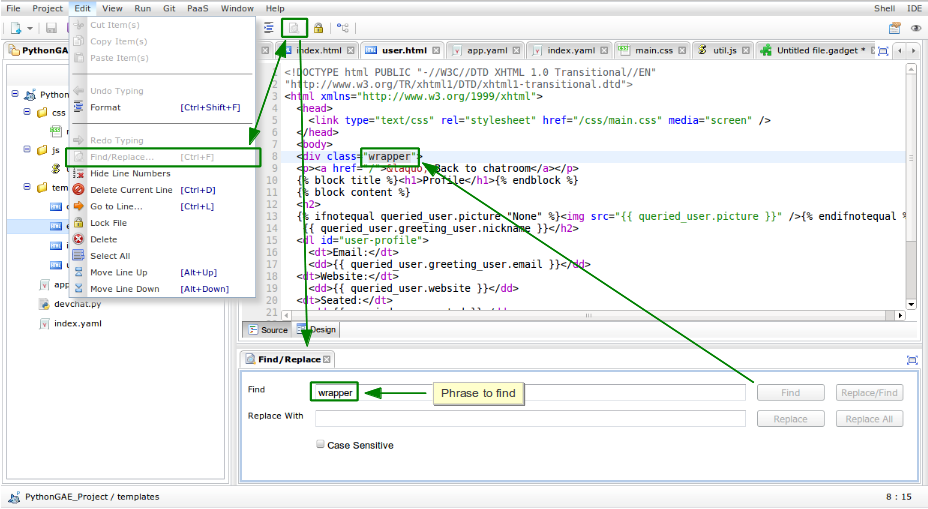 File Project Edit View Run Git PaaS Window Help Shell IDE
PythonGAE
index.html user.html app.yaml index.yaml main.css util.js Untitled file.gadget *
Cut Item(s)
Copy Item(s)
Paste Item(s)
Undo Typing
Format [Ctrl+Shift+F]
Redo Typing
Find/Replace... [Ctrl+F]
Hide Line Numbers
Delete Current Line [Ctrl+D]
Go to Line... [Ctrl+L]
Lock File
Delete
Select All
Move Line Up [Alt+Up]
Move Line Down [Alt+Down]
Python
css
js
tem
app
devchat.py
index.yaml
<!DOCTYPE html PUBLIC "-//W3C//DTD XHTML 1.0 Transitional//EN"
2 "http://www.w3.org/TR/xhtml1/DTD/xhtml1-transitional.dtd">
3 <html xmlns="http://www.w3.org/1999/xhtml">
4 <head>
5 <link type="text/css" rel="stylesheet" href="/css/main.css" media="screen" />
6 </head>
7 <body>
8 <div class="wrapper">
9 <p><a href="/">&laquo; Back to chatroom</a></p>
10 {% block title %}<h1>Profile</h1>{% endblock %}
11 {% block content %}
12 <h2>
13 {% ifnotequal queried_user.picture "None" %}<img src="{{ queried_user.picture }}" />{% endifnotequal %
14 {{ queried_user.greeting_user.nickname }}</h2>
15 <dl id="user-profile">
16 <dt>Email:</dt>
17 <dd>{{ queried_user.greeting_user.email }}</dd>
18 <dt>Website:</dt>
19 <dd>{{ queried_user.website }}</dd>
20 <dt>Seated:</dt>
21
Source Design
Find/Replace
Find wrapper Phrase to find Find Replace/Find
Replace With Replace Replace All
Case Sensitive
PythonGAE_Project / templates 8 : 15